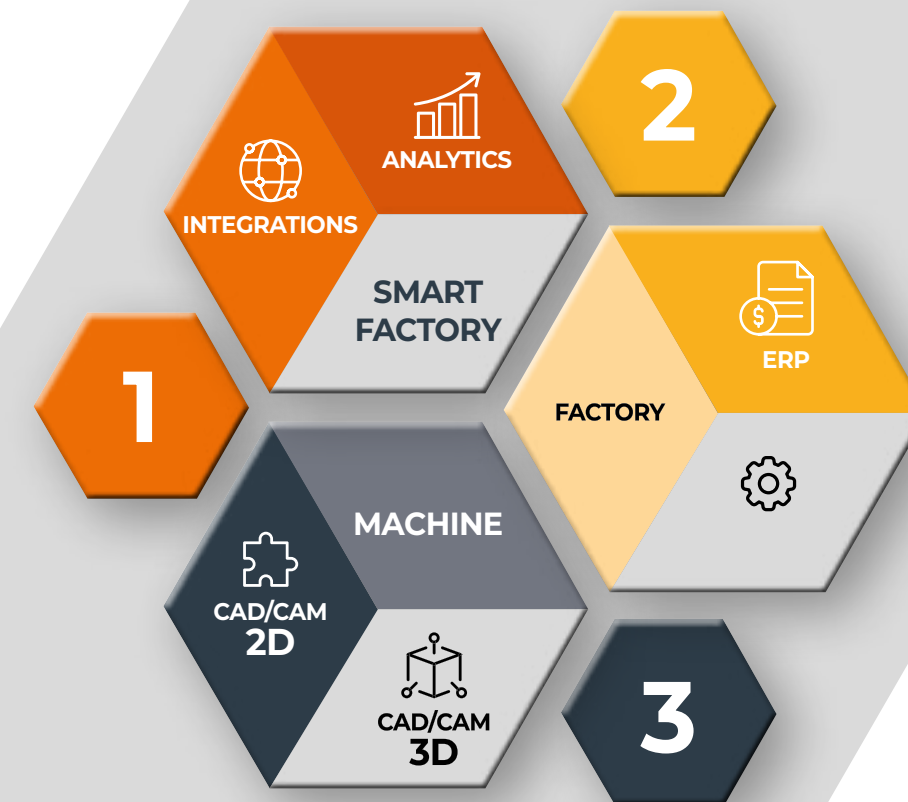 2
ANALYTICS
INTEGRATIONS
SMART
FACTORY
$
ERP
1
FACTORY
MACHINE
CAD/CAM
2D
CAD/CAM
3D
3